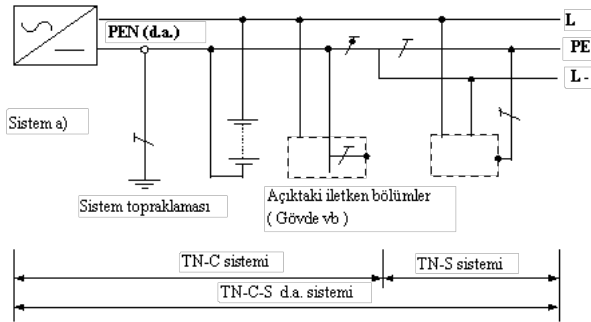 L
PEN (d.a.)
PE
L -
Sistem a)
Sistem topraklaması
Açıktaki iletken bölümler
( Gövde vb )
TN-C sistemi
TN-S sistemi
TN-C-S d.a. sistemi